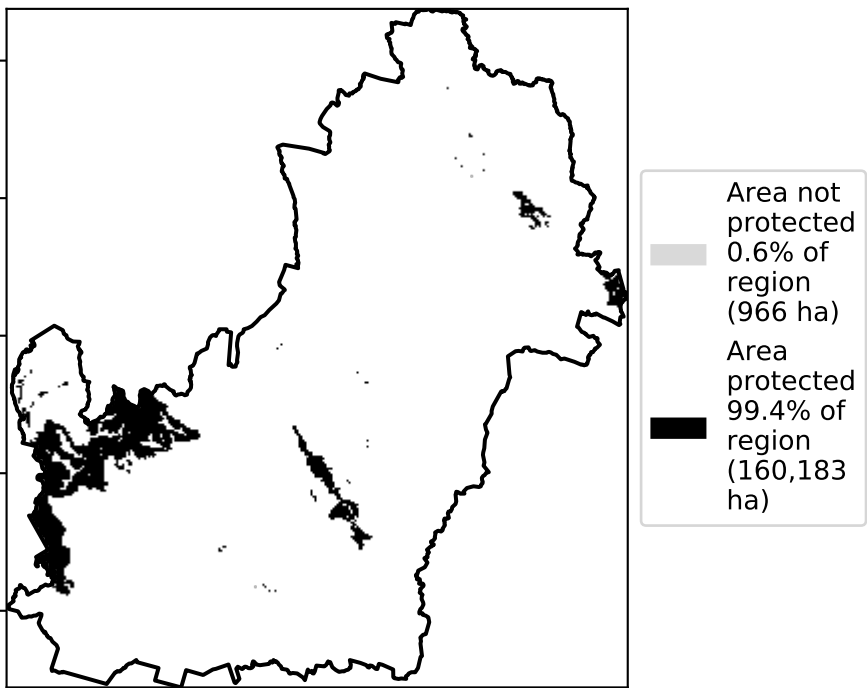 Area not
protected
0.6% of
region
(966 ha)
Area
protected
99.4% of
region
(160,183
ha)